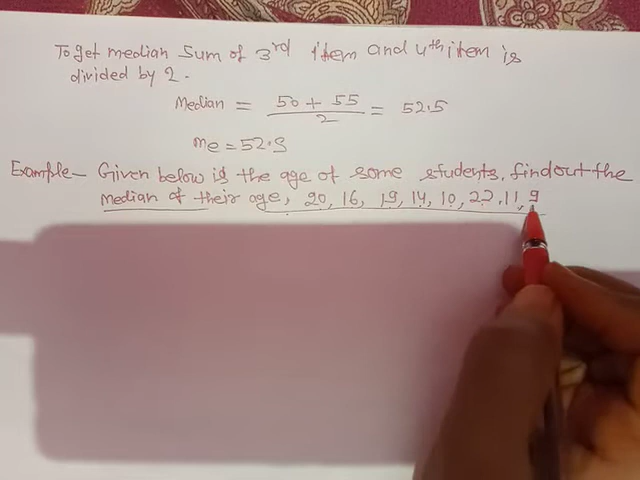 To get median Sum of 3rd item and 4th item is
divided by 2.
Median = 50 + 55 / 2 = 52.5
Me = 52.5
Example - Given below is the age of some students, find out the
median of their age, 20, 16, 19, 14, 10, 22, 11, 9